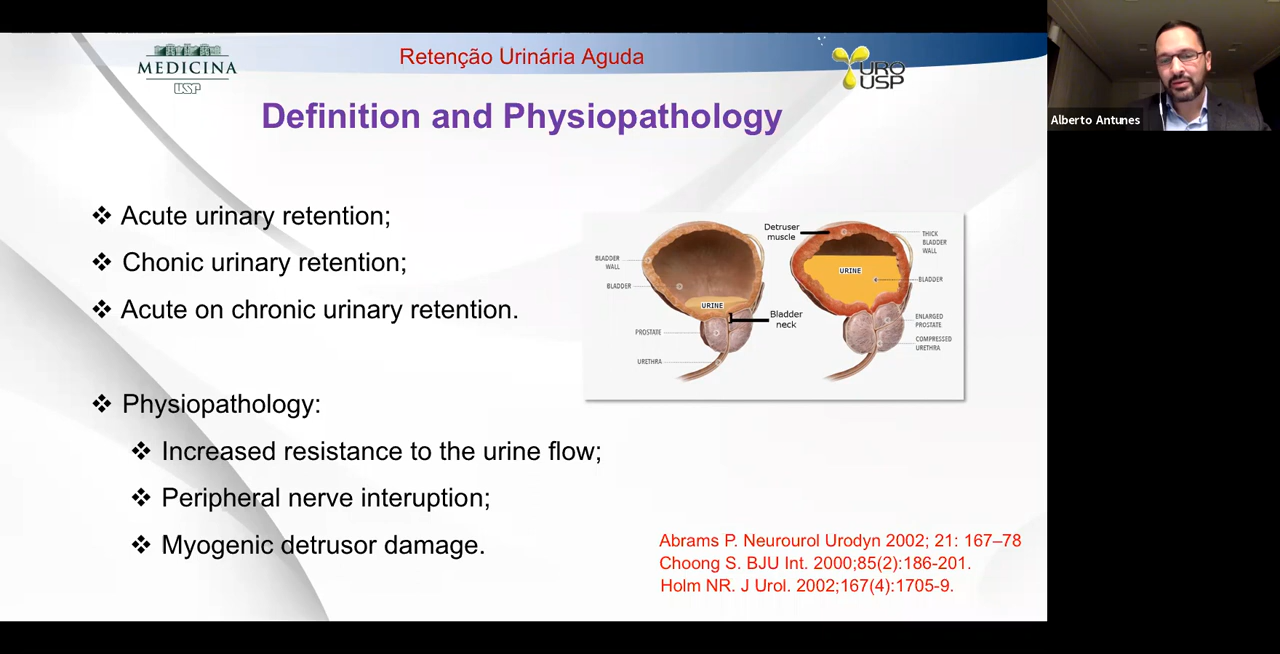 Retenção Urinária Aguda
MEDICINA
USP
URO
USP
Alberto Antunes
Definition and Physiopathology
❖ Acute urinary retention;
❖ Chonic urinary retention;
❖ Acute on chronic urinary retention.
BLADDER
WALL
BLADDER
URINE
PROSTATE
URETHRA
Bladder
neck
Detruser
muscle
THICK
BLADDER
WALL
URINE
BLADDER
ENLARGED
PROSTATE
COMPRESSED
URETHRA
❖ Physiopathology:
❖ Increased resistance to the urine flow;
❖ Peripheral nerve interuption;
❖ Myogenic detrusor damage.
Abrams P. Neurourol Urodyn 2002; 21: 167–78
Choong S. BJU Int. 2000;85(2):186-201.
Holm NR. J Urol. 2002;167(4):1705-9.